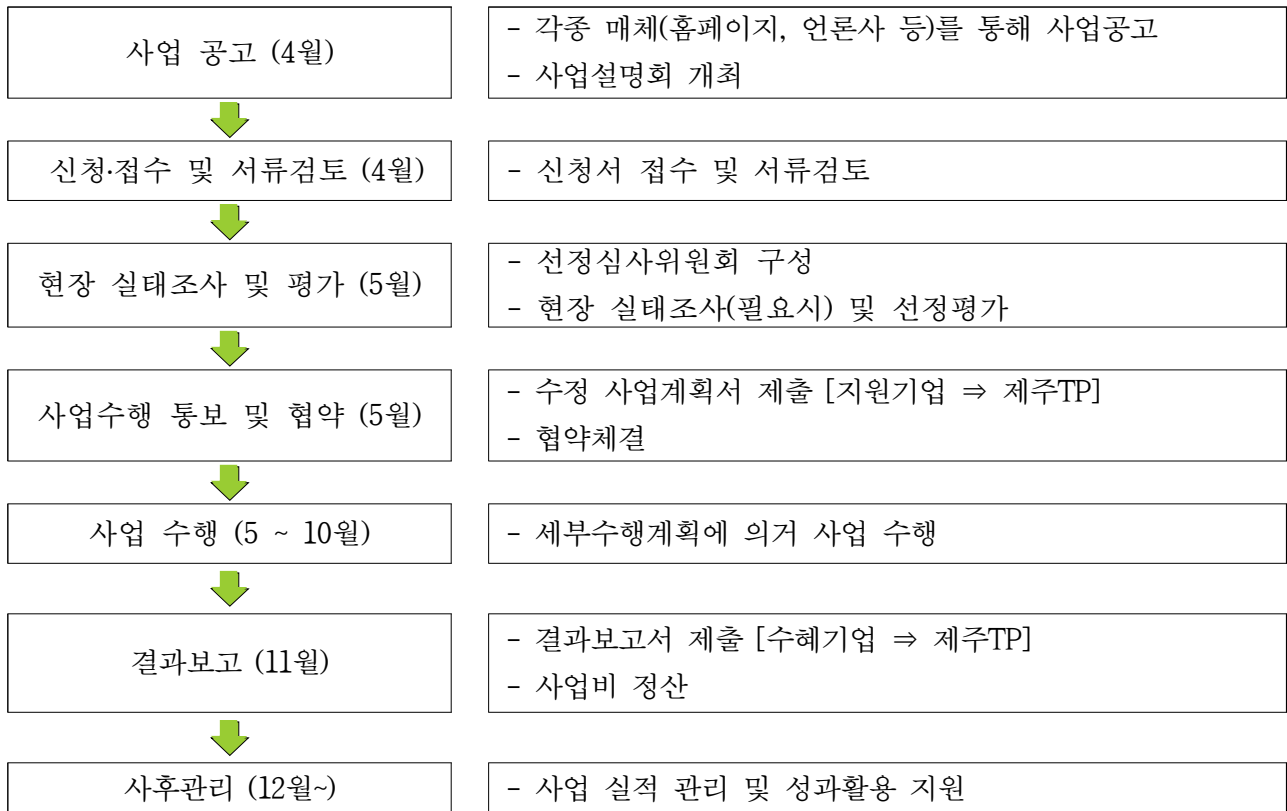 사업 공고 (4월)
- 각종 매체(홈페이지, 언론사 등)를 통해 사업공고
- 사업설명회 개최
신청·접수 및 서류검토 (4월)
- 신청서 접수 및 서류검토
현장 실태조사 및 평가 (5월)
- 선정심사위원회 구성
- 현장 실태조사(필요시) 및 선정평가
사업수행 통보 및 협약 (5월)
- 수정 사업계획서 제출 [지원기업 ⇒ 제주TP]
- 협약체결
사업 수행 (5 ~ 10월)
- 세부수행계획에 의거 사업 수행
결과보고 (11월)
- 결과보고서 제출 [수혜기업 ⇒ 제주TP]
- 사업비 정산
사후관리 (12월~)
- 사업 실적 관리 및 성과활용 지원